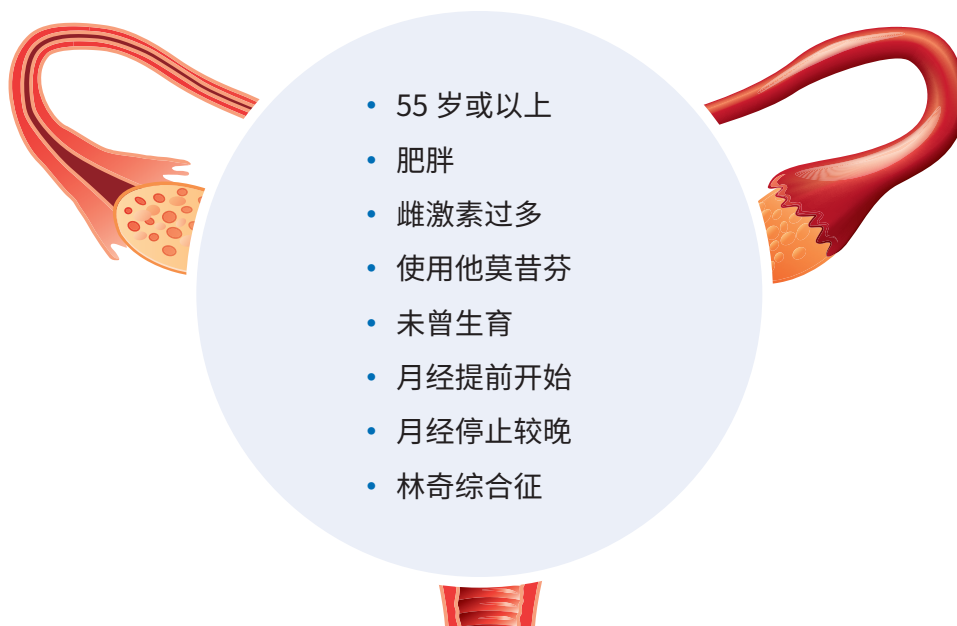 • 55 岁或以上
• 肥胖
• 雌激素过多
• 使用他莫昔芬
• 未曾生育
• 月经提前开始
• 月经停止较晚
• 林奇综合征